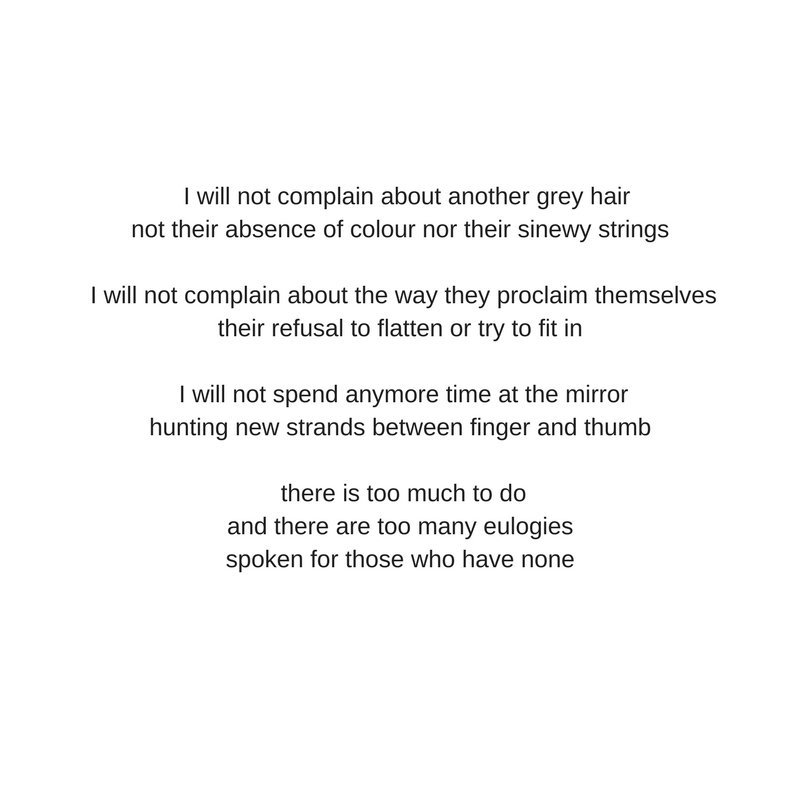 I will not complain about another grey hair
not their absence of colour nor their sinewy strings
I will not complain about the way they proclaim themselves
their refusal to flatten or try to fit in
I will not spend anymore time at the mirror
hunting new strands between finger and thumb
there is too much to do
and there are too many eulogies
spoken for those who have none